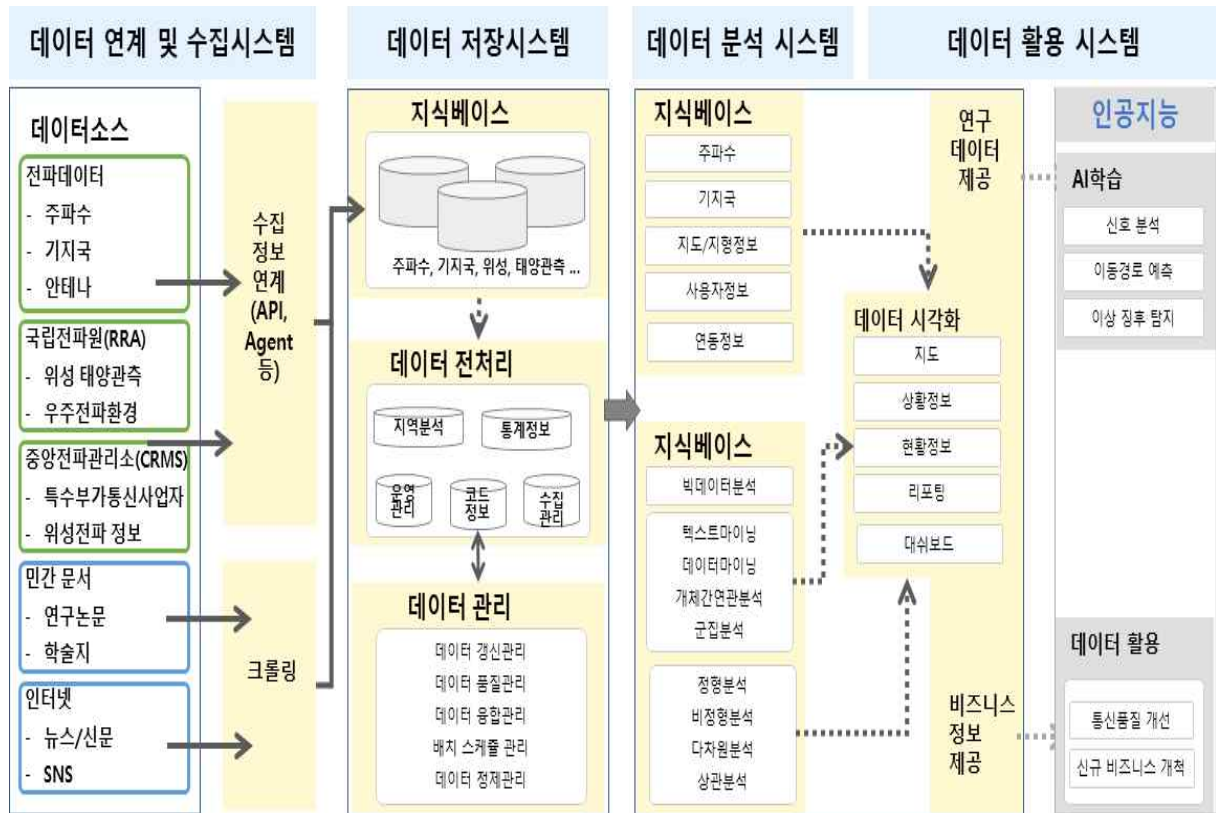 데이터 연계 및 수집시스템
데이터 저장시스템
데이터 분석 시스템
데이터 활용 시스템
데이터소스
전파데이터
- 주파수
- 기지국
- 안테나
국립전파원(RRA)
- 위성 태양관측
- 우주전파환경
중앙전파관리소(CRMS)
- 특수부가통신사업자
- 위성전파 정보
민간 문서
- 연구논문
- 학술지
인터넷
- 뉴스/신문
- SNS
수집
정보
연계
(API,
Agent
등)
크롤링
지식베이스
주파수, 기지국, 위성, 태양관측 ...
데이터 전처리
지역분석
통계정보
운영
관리
코드
정보
수집
관리
데이터 관리
데이터 갱신관리
데이터 품질관리
데이터 융합관리
배치 스케쥴 관리
데이터 정제관리
지식베이스
주파수
기지국
지도/지형정보
사용자정보
연동정보
지식베이스
빅데이터분석
텍스트마이닝
데이터마이닝
개체간연관분석
군집분석
정형분석
비정형분석
다차원분석
상관분석
연구
데이터
제공
데이터 시각화
지도
상황정보
현황정보
리포팅
대쉬보드
비즈니스
정보
제공
인공지능
AI학습
신호 분석
이동경로 예측
이상 징후 탐지
데이터 활용
통신품질 개선
신규 비즈니스 개척